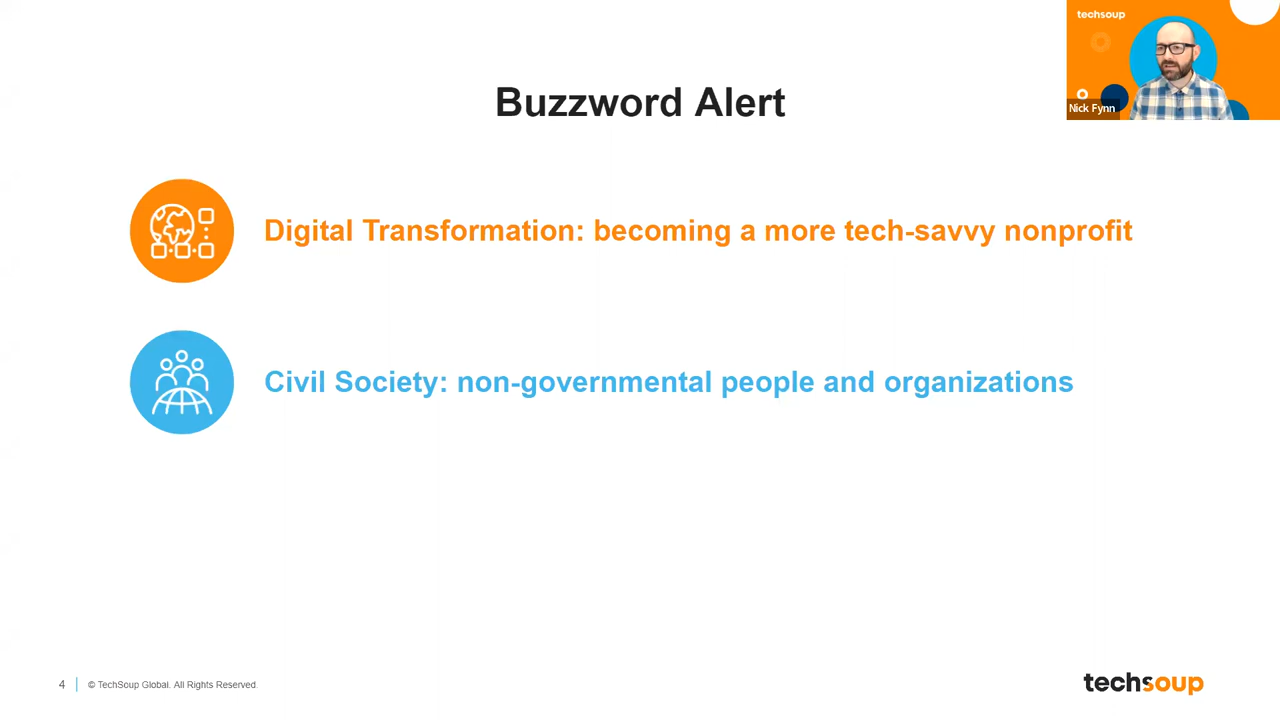 techsoup
Nick Fynn
Buzzword Alert
Digital Transformation: becoming a more tech-savvy nonprofit
Civil Society: non-governmental people and organizations
4
© TechSoup Global. All Rights Reserved.
techsoup